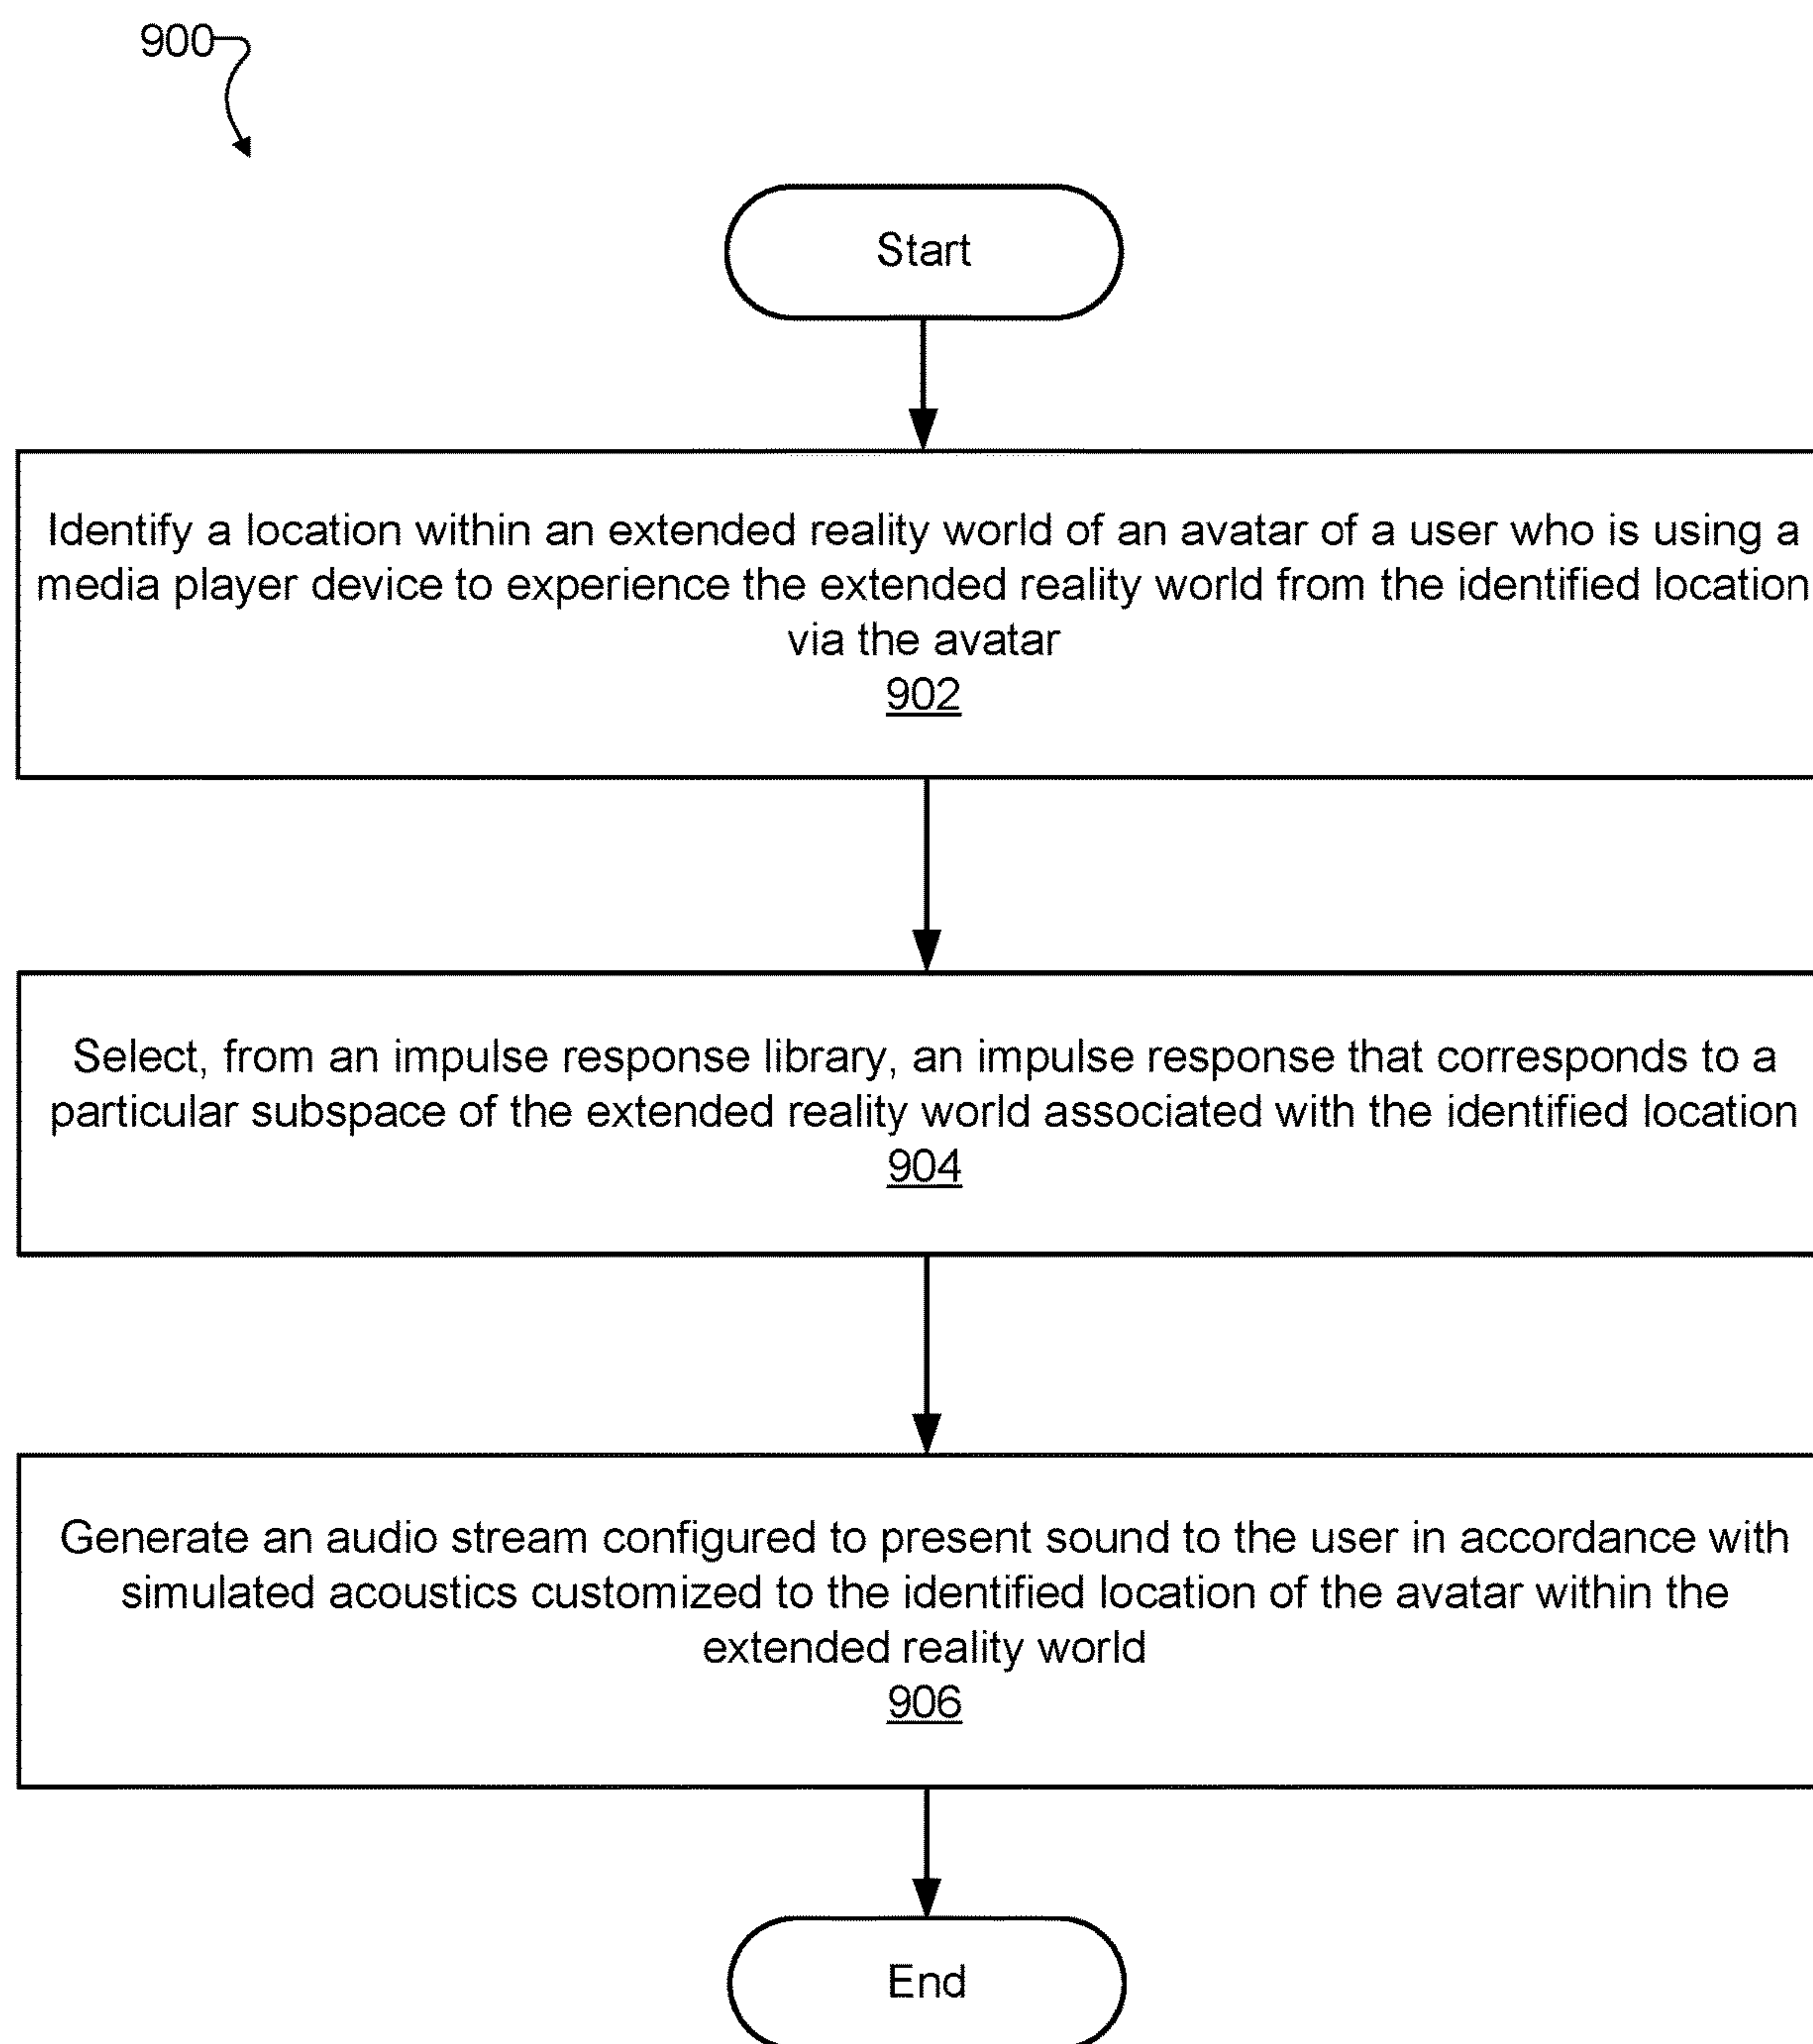 900
Start
Identify a location within an extended reality world of an avatar of a user who is using a
media player device to experience the extended reality world from the identified location
via the avatar
902
Select, from an impulse response library, an impulse response that corresponds to a
particular subspace of the extended reality world associated with the identified location
904
Generate an audio stream configured to present sound to the user in accordance with
simulated acoustics customized to the identified location of the avatar within the
extended reality world
906
End